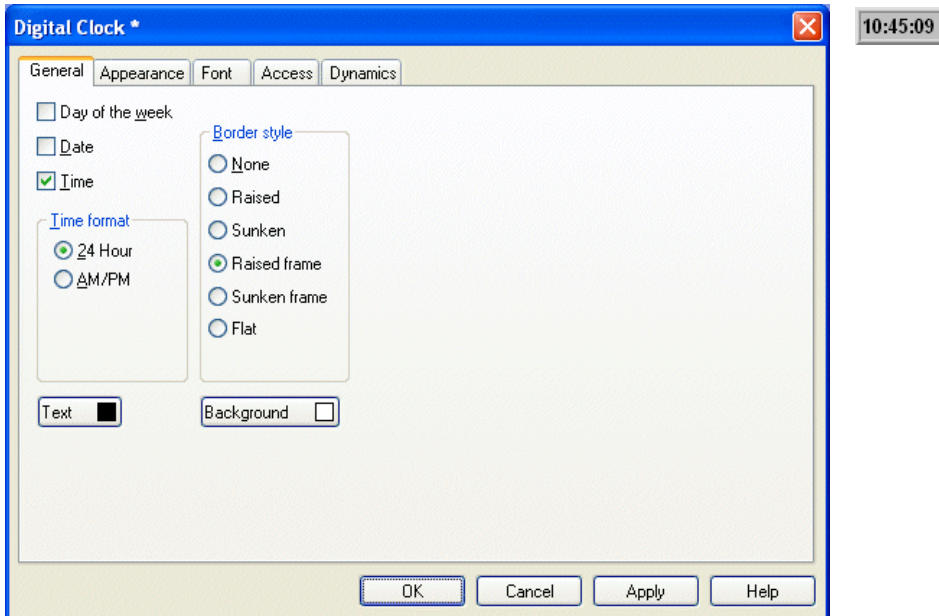 Digital Clock *
10:45:09
General Appearance Font Access Dynamics
Day of the week
Date
Time
Time format
24 Hour
AM/PM
Border style
None
Raised
Sunken
Raised frame
Sunken frame
Flat
Text
Background
OK Cancel Apply Help